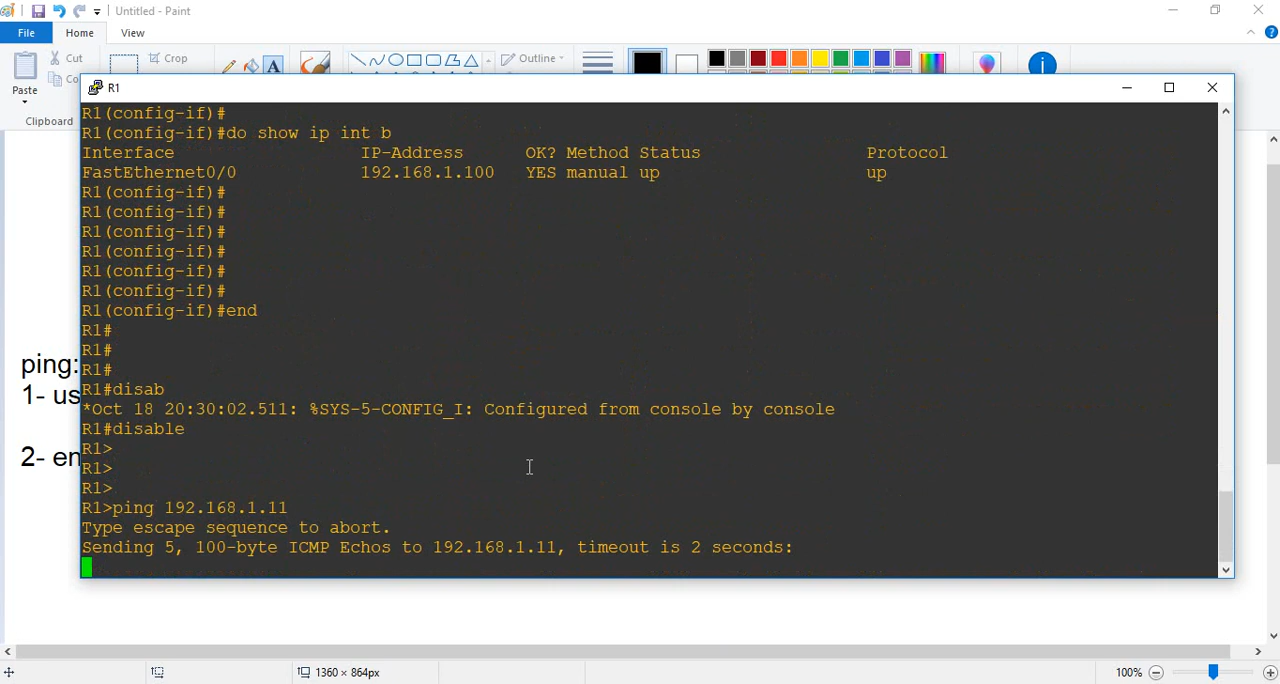 Untitled - Paint
File
Home
View
Paste
Cut
Crop
Outline
Clipboard
R1
R1(config-if)#
R1(config-if)#do show ip int b
Interface IP-Address OK? Method Status Protocol
FastEthernet0/0 192.168.1.100 YES manual up up
R1(config-if)#
R1(config-if)#
R1(config-if)#
R1(config-if)#
R1(config-if)#
R1(config-if)#
R1(config-if)#end
R1#
R1#
R1#
R1#disab
*Oct 18 20:30:02.511: %SYS-5-CONFIG_I: Configured from console by console
R1#disable
R1>
R1>
R1>
R1>ping 192.168.1.11
Type escape sequence to abort.
Sending 5, 100-byte ICMP Echos to 192.168.1.11, timeout is 2 seconds:
ping:
1- us
2- en
1360 × 864px
100%